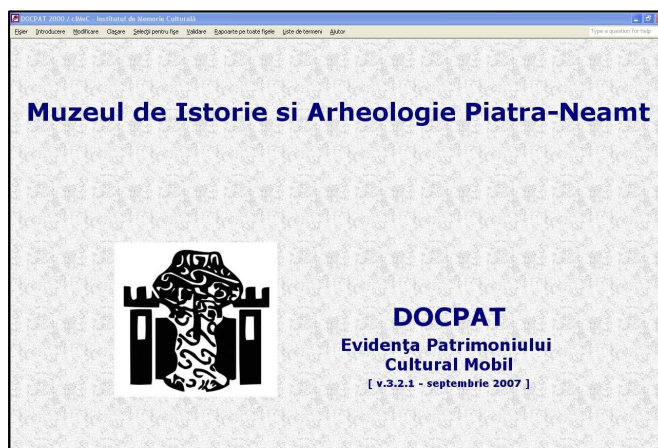 DOCPAT 2000 / cIMeC - Institutul de Memorie Culturală
Fişier Introducere Modificare Claşare Selecţii pentru fişe Validare Rapoarte pe toate fişele Liste de termeni Ajutor Type a question for help
Muzeul de Istorie si Arheologie Piatra-Neamt
DOCPAT
Evidenţa Patrimoniului
Cultural Mobil
[ v.3.2.1 - septembrie 2007 ]